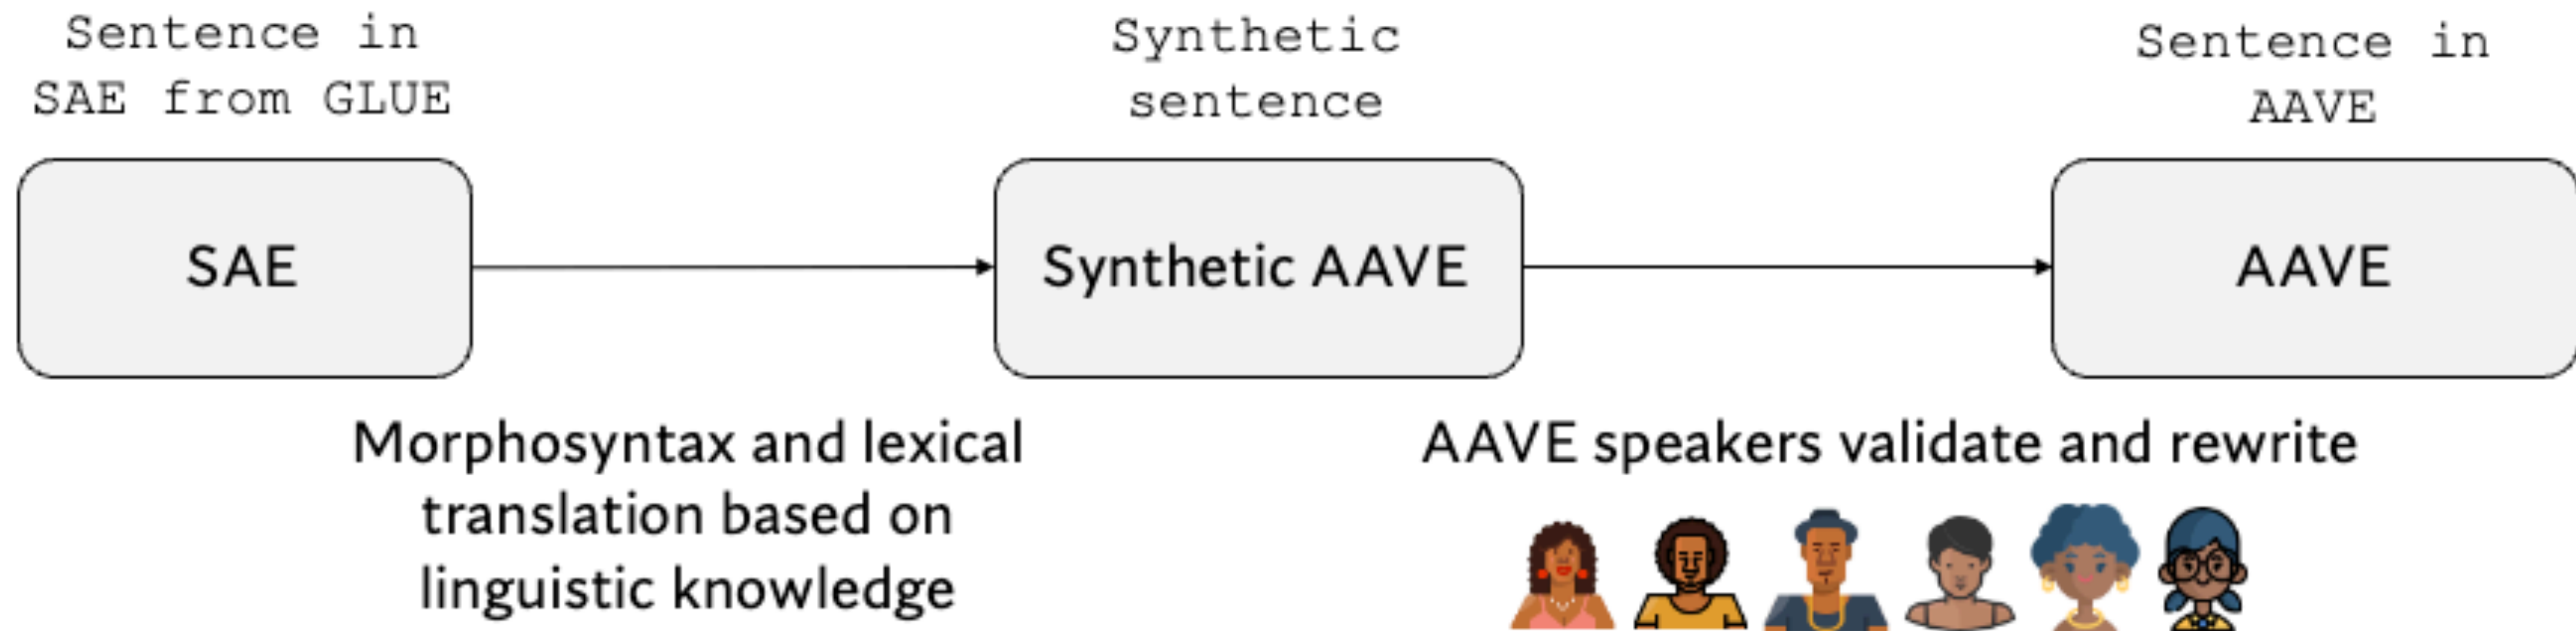 Sentence in
SAE from GLUE
Synthetic
sentence
Sentence in
AAVE
SAE
Synthetic AAVE
AAVE
Morphosyntax and lexical
translation based on
linguistic knowledge
AAVE speakers validate and rewrite